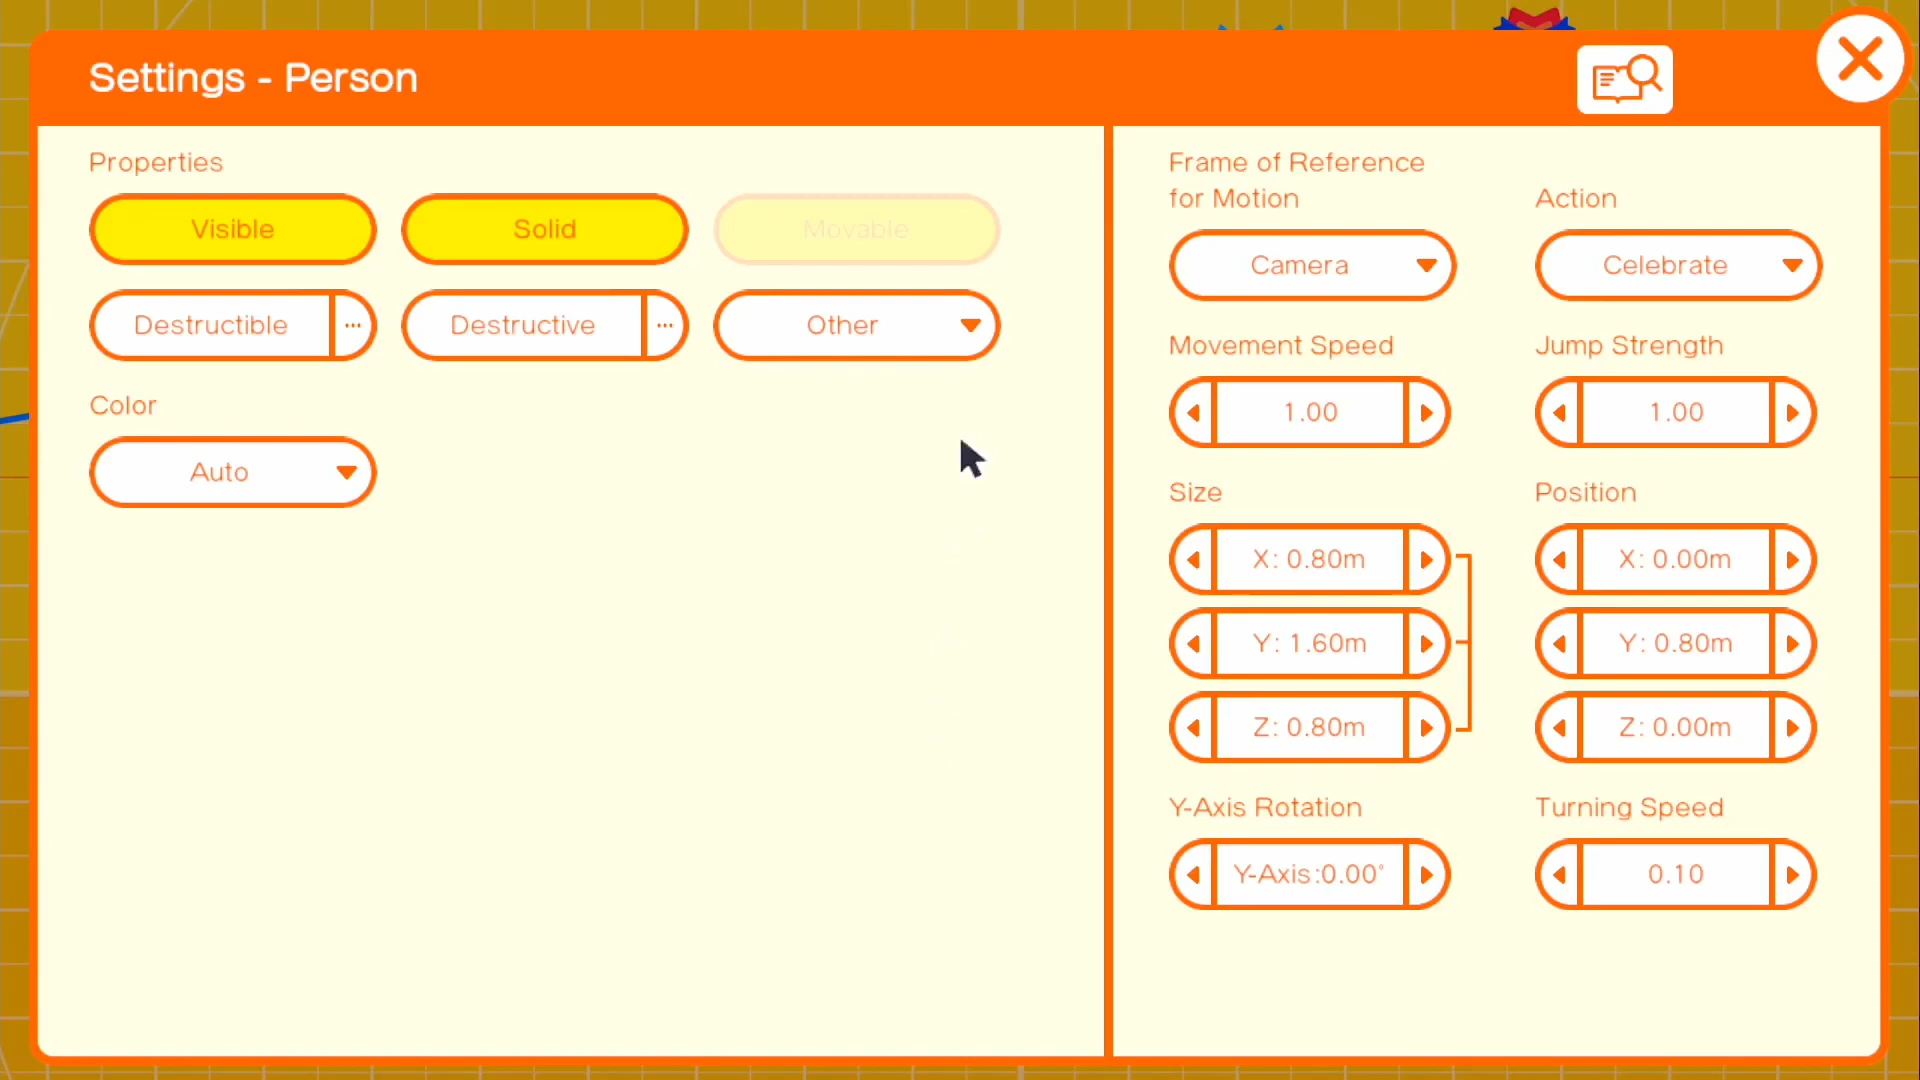 Settings - Person
Properties
Visible
Solid
Movable
Destructible
...
Destructive
...
Other
Color
Auto
Frame of Reference
for Motion
Camera
Action
Celebrate
Movement Speed
1.00
Jump Strength
1.00
Size
X: 0.80m
Y: 1.60m
Z: 0.80m
Position
X: 0.00m
Y: 0.80m
Z: 0.00m
Y-Axis Rotation
Y-Axis:0.00°
Turning Speed
0.10